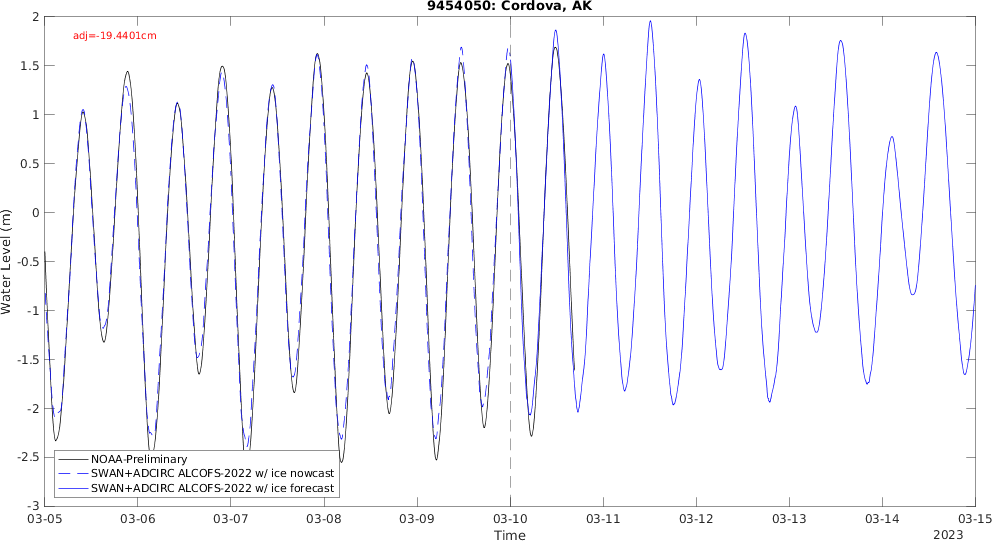 9454050: Cordova, AK
adj=-19.4401cm
Water Level (m)
2
1.5
1
0.5
0
-0.5
-1
-1.5
-2
-2.5
-3
NOAA-Preliminary
SWAN+ADCIRC ALCOFS-2022 w/ ice nowcast
SWAN+ADCIRC ALCOFS-2022 w/ ice forecast
03-05 03-06 03-07 03-08 03-09 03-10 03-11 03-12 03-13 03-14 03-15
Time
2023